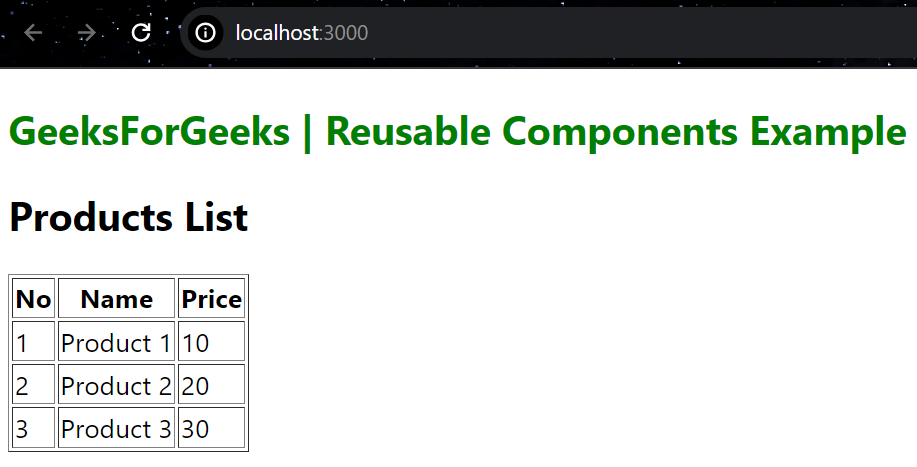 localhost:3000
GeeksForGeeks | Reusable Components Example
Products List
No Name Price
1 Product 1 10
2 Product 2 20
3 Product 3 30